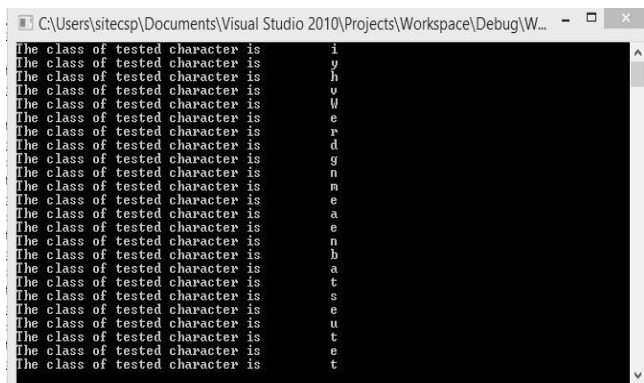 C:\Users\sitecsp\Documents\Visual Studio 2010\Projects\Workspace\Debug\W...
The class of tested character is i
The class of tested character is y
The class of tested character is h
The class of tested character is v
The class of tested character is W
The class of tested character is e
The class of tested character is r
The class of tested character is d
The class of tested character is g
The class of tested character is n
The class of tested character is m
The class of tested character is e
The class of tested character is a
The class of tested character is e
The class of tested character is n
The class of tested character is b
The class of tested character is a
The class of tested character is t
The class of tested character is s
The class of tested character is e
The class of tested character is u
The class of tested character is t
The class of tested character is e
The class of tested character is t